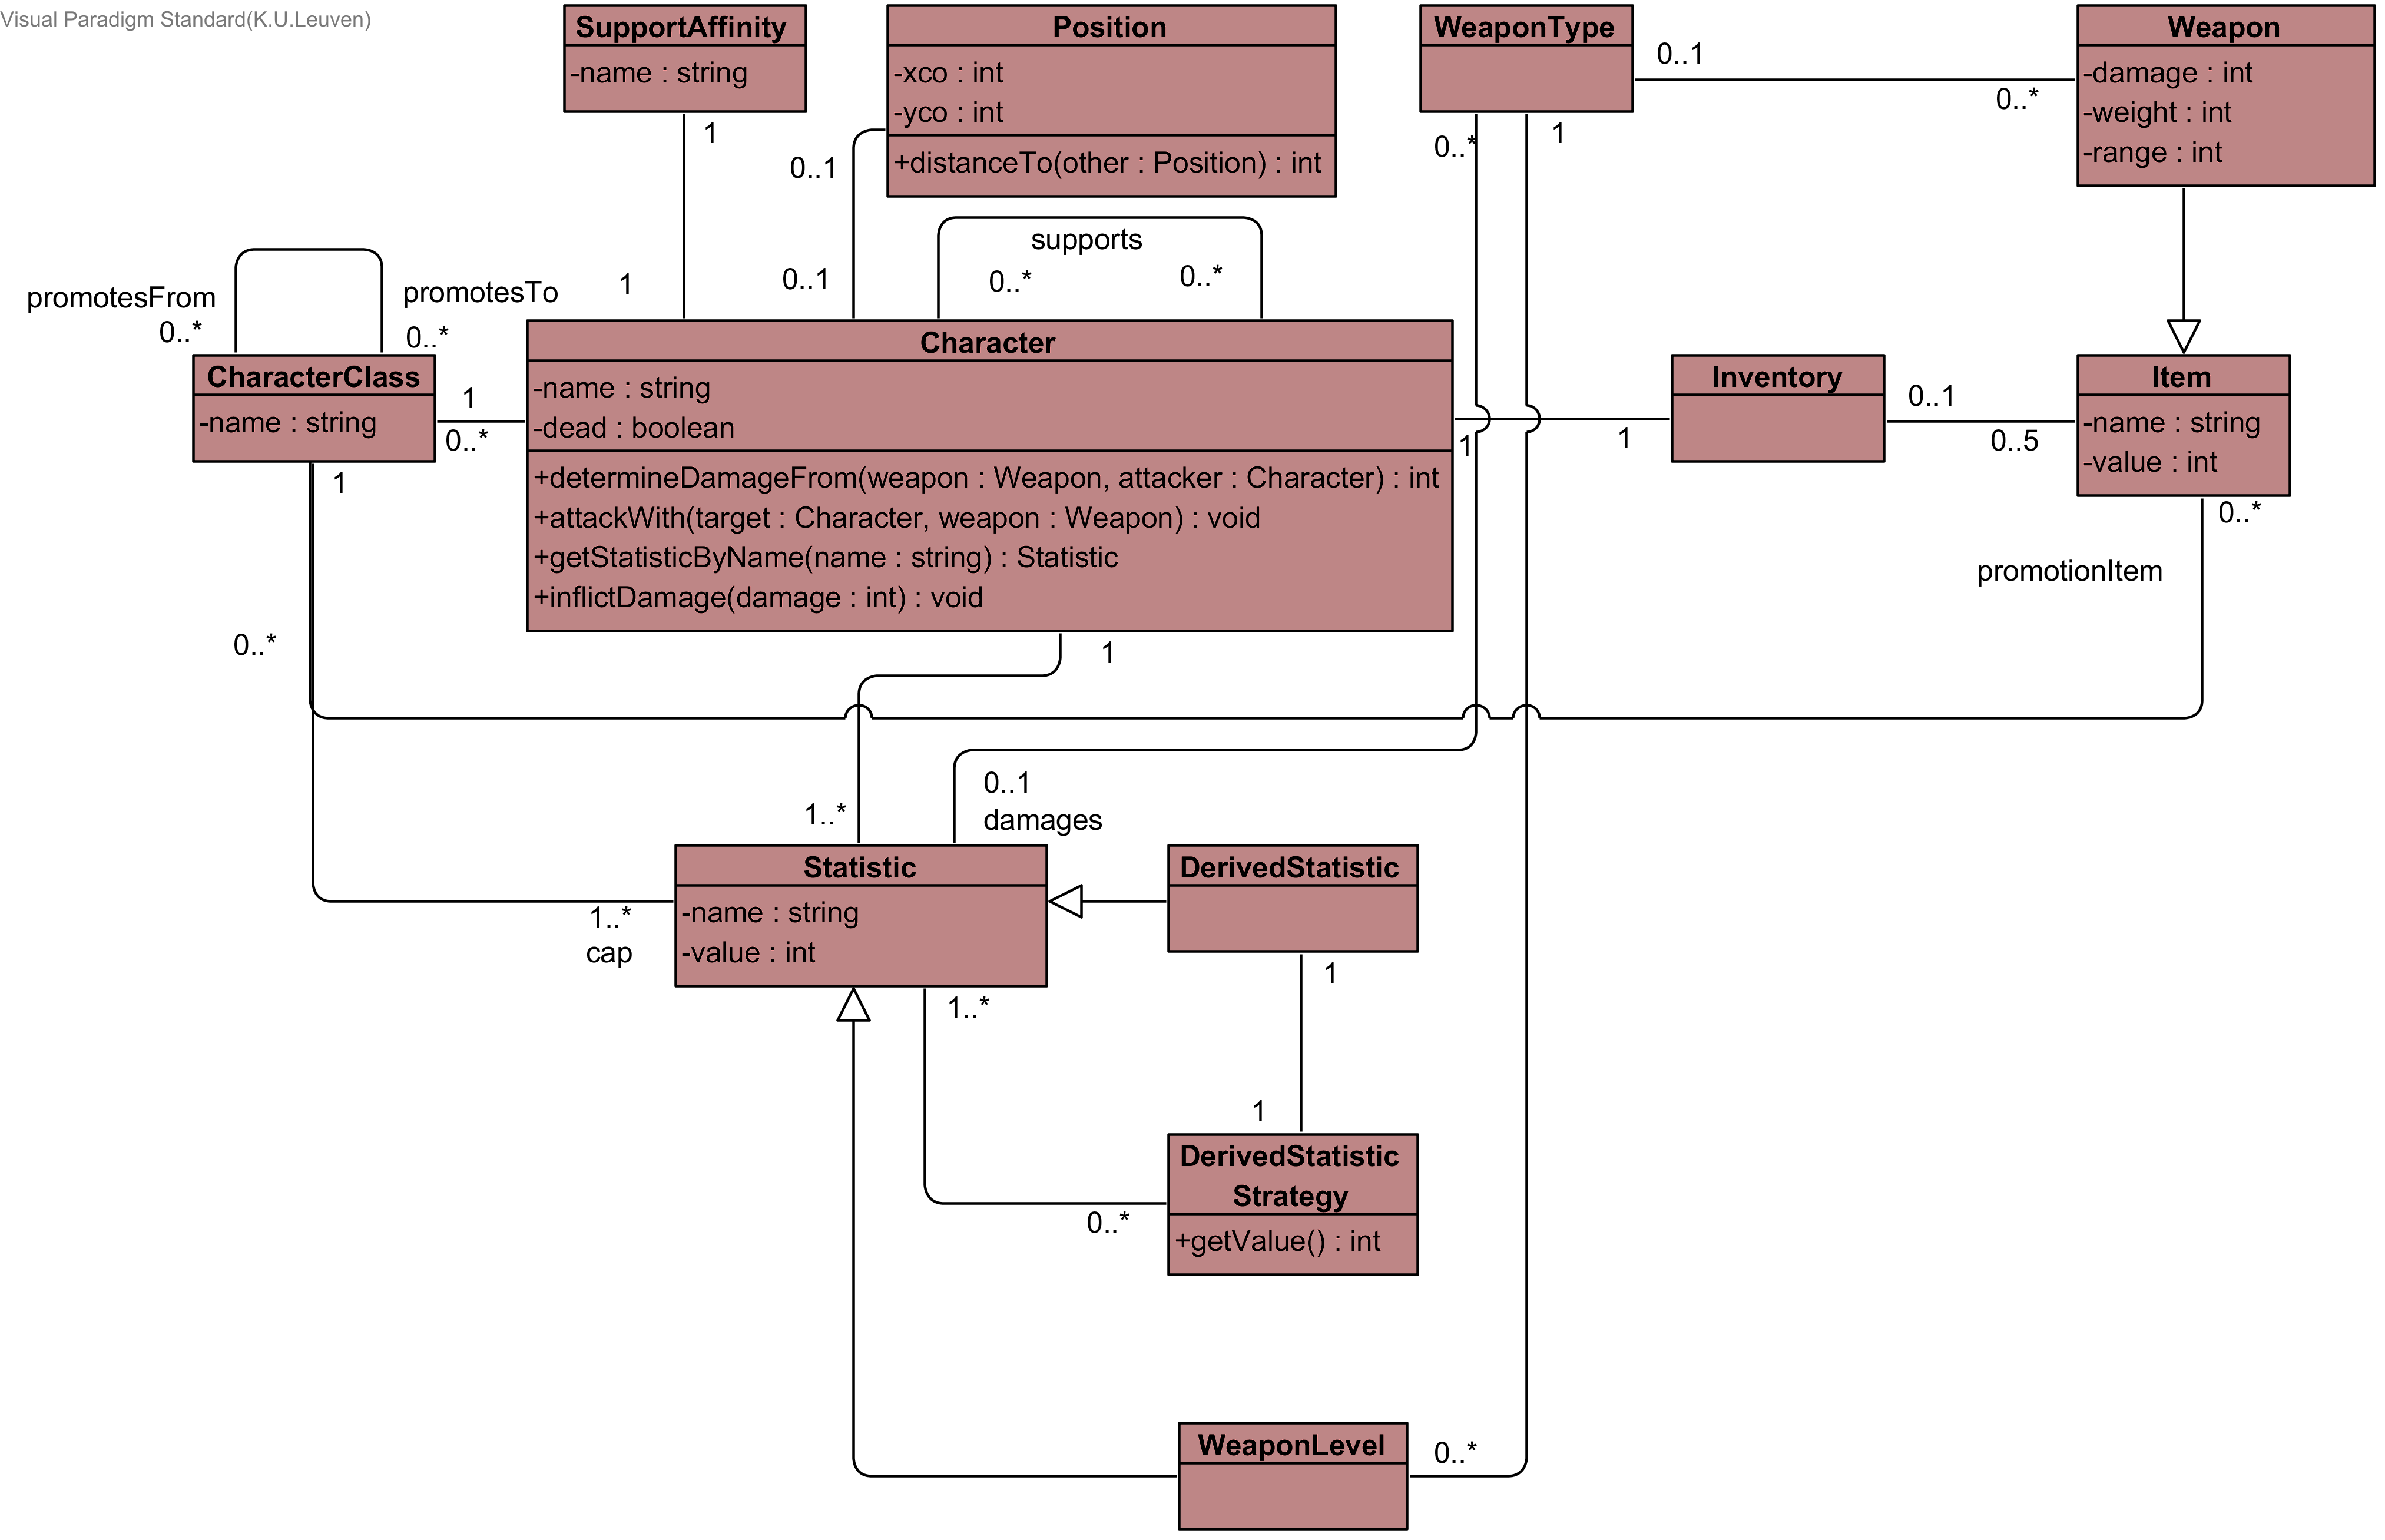 Visual Paradigm Standard(K.U.Leuven)
SupportAffinity
-name : string
1
1
Position
-xco : int
-yco : int
+distanceTo(other : Position) : int
0..1
0..1
WeaponType
0..1
0..*
0..*
1
Weapon
-damage : int
-weight : int
-range : int
supports
0..*
0..*
promotesFrom
0..*
promotesTo
0..*
CharacterClass
-name : string
1
0..*
1
0..*
Character
-name : string
-dead : boolean
+determineDamageFrom(weapon : Weapon, attacker : Character) : int
+attackWith(target : Character, weapon : Weapon) : void
+getStatisticByName(name : string) : Statistic
+inflictDamage(damage : int) : void
1
1
Inventory
0..1
0..5
Item
-name : string
-value : int
0..*
promotionItem
1
1..*
0..1
damages
1..*
cap
Statistic
-name : string
-value : int
1..*
DerivedStatistic
1
1
DerivedStatistic
Strategy
+getValue() : int
0..*
WeaponLevel
0..*